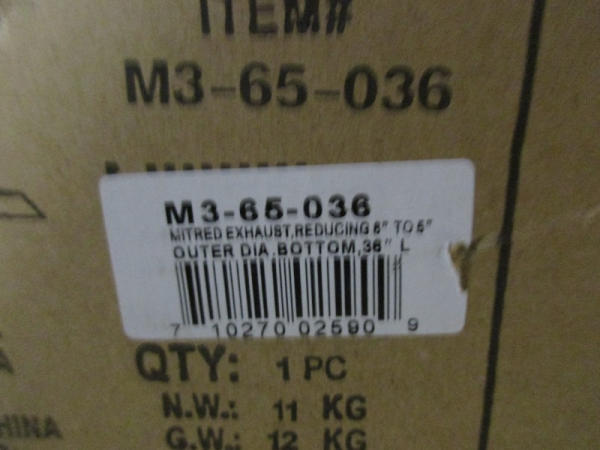 ITEM#
M3-65-036
M3-65-036
MITRED EXHAUST,REDUCING 6" TO 5"
OUTER DIA.BOTTOM,36" L
7 10270 02590 9
QTY: 1 PC
N.W.: 11 KG
HINA
G.W.: 12 KG